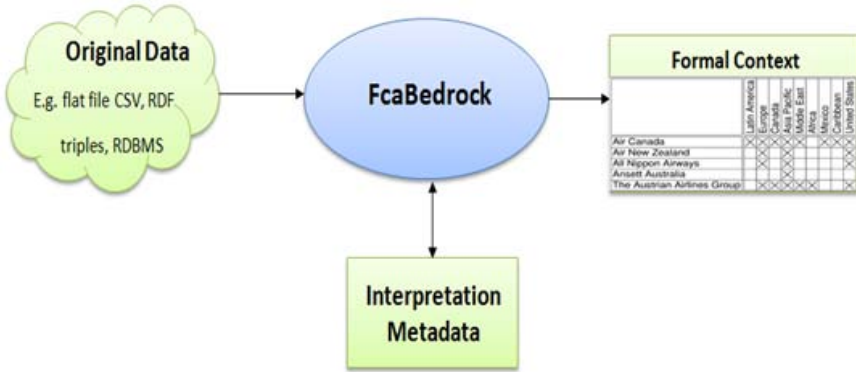 Original Data
E.g. flat file CSV, RDF
triples, RDBMS
FcaBedrock
Formal Context
Latin America
Europe
Canada
Asia Pacific
Middle East
Africa
Mexico
Caribbean
United States
Air Canada
Air New Zealand
All Nippon Airways
Ansett Australia
The Austrian Airlines Group
Interpretation
Metadata